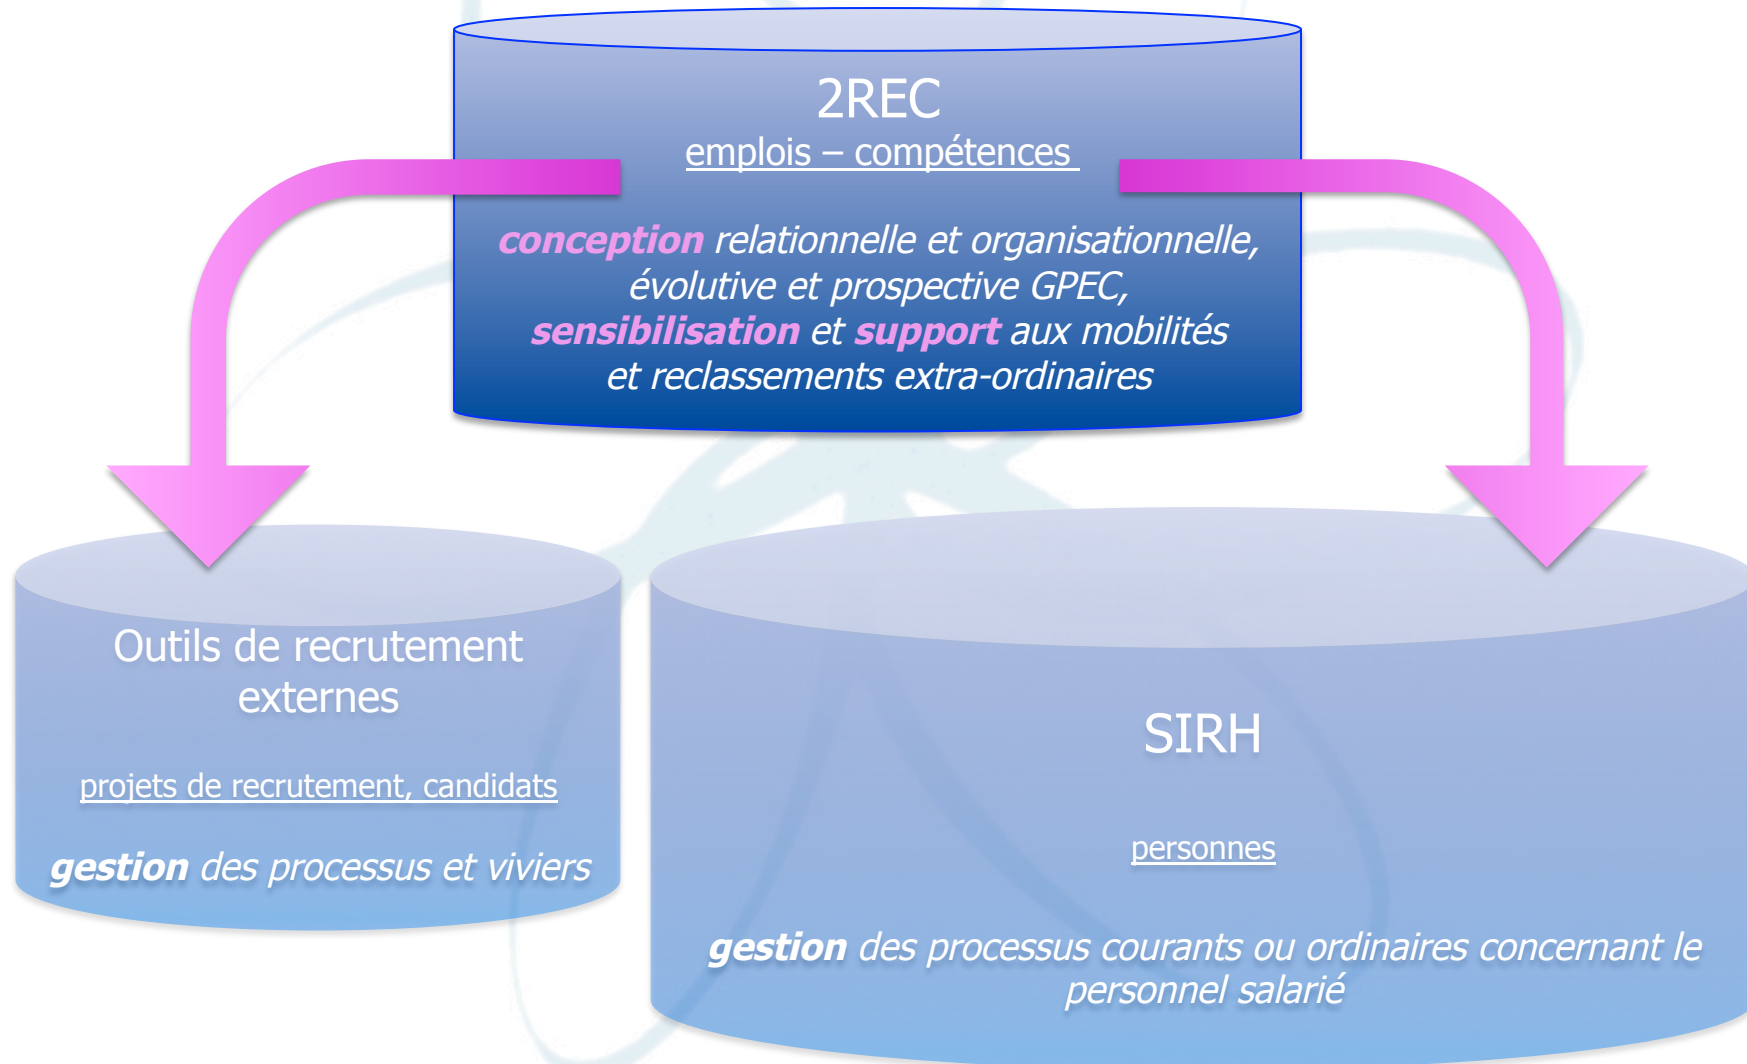 2REC
emplois – compétences
conception relationnelle et organisationnelle,
évolutive et prospective GPEC,
sensibilisation et support aux mobilités
et reclassements extra-ordinaires
Outils de recrutement
externes
projets de recrutement, candidats
gestion des processus et viviers
SIRH
personnes
gestion des processus courants ou ordinaires concernant le
personnel salarié